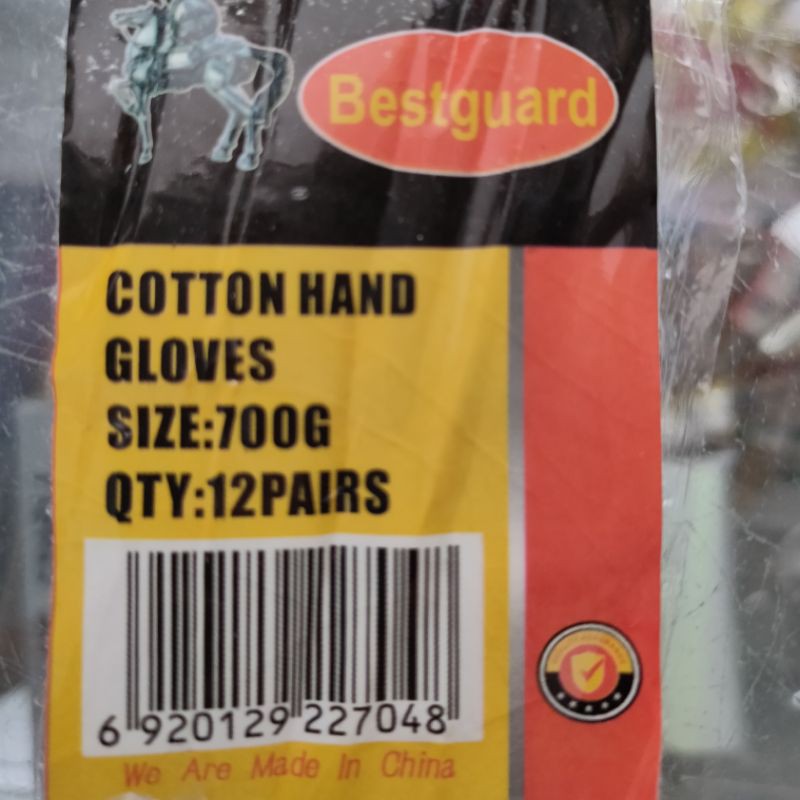 Bestguard
COTTON HAND
GLOVES
SIZE:700G
QTY:12PAIRS
6 920129 227048
We Are Made In China